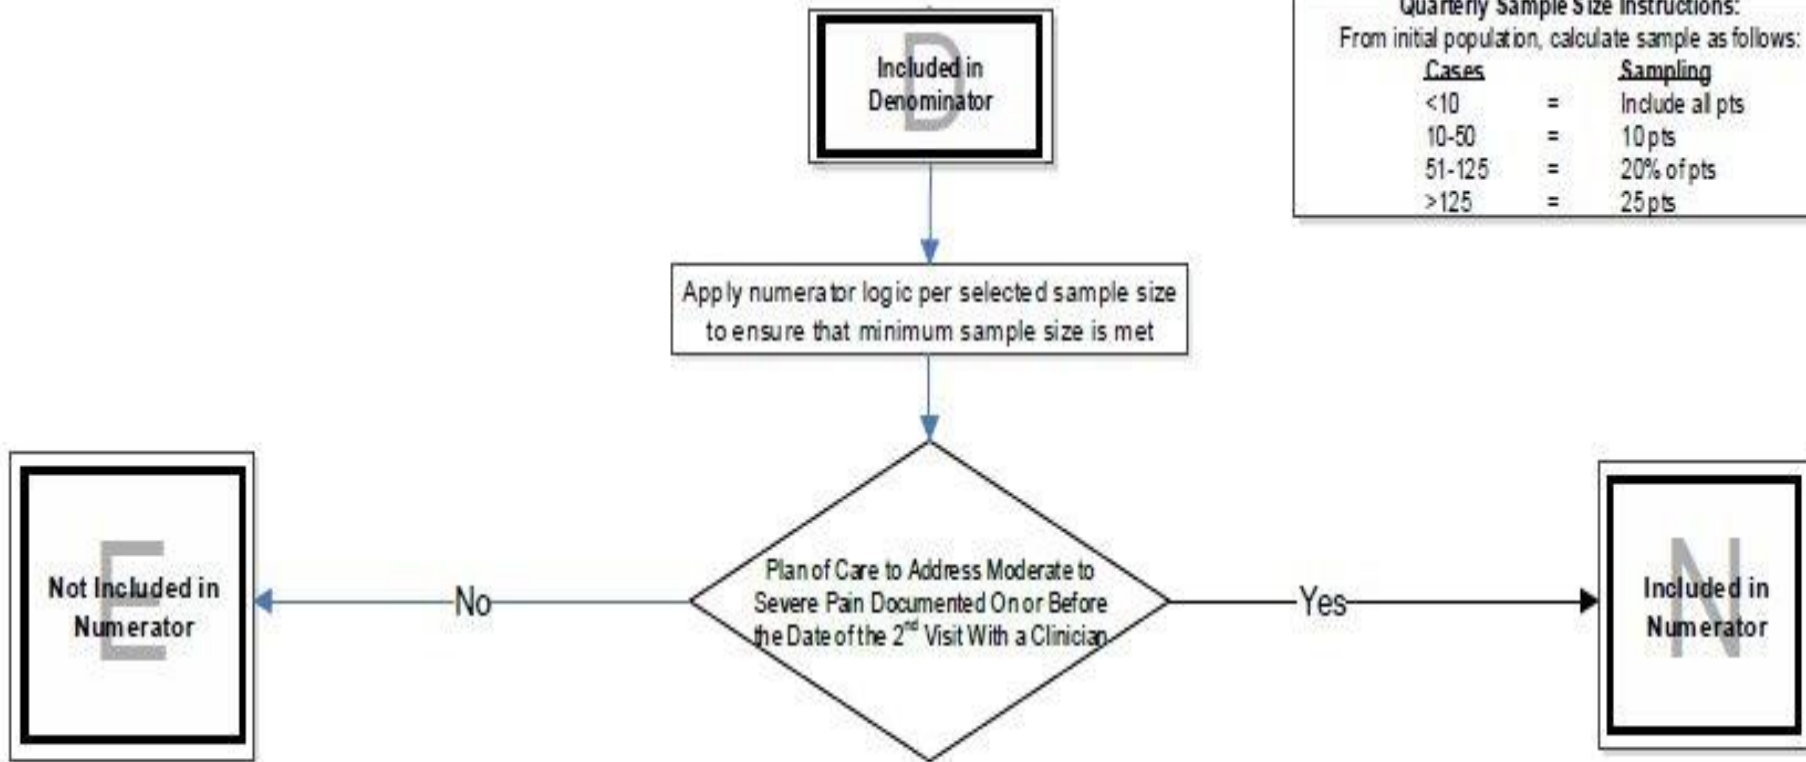 Quarterly Sample Size Instructions:
From initial population, calculate sample as follows:
Cases Sampling
<10 = Include all pts
10-50 = 10 pts
51-125 = 20% of pts
>125 = 25 pts
D
Included in
Denominator
Apply numerator logic per selected sample size
to ensure that minimum sample size is met
Plan of Care to Address Moderate to
Severe Pain Documented On or Before
the Date of the 2nd Visit With a Clinician
No
Yes
E
Not Included in
Numerator
N
Included in
Numerator